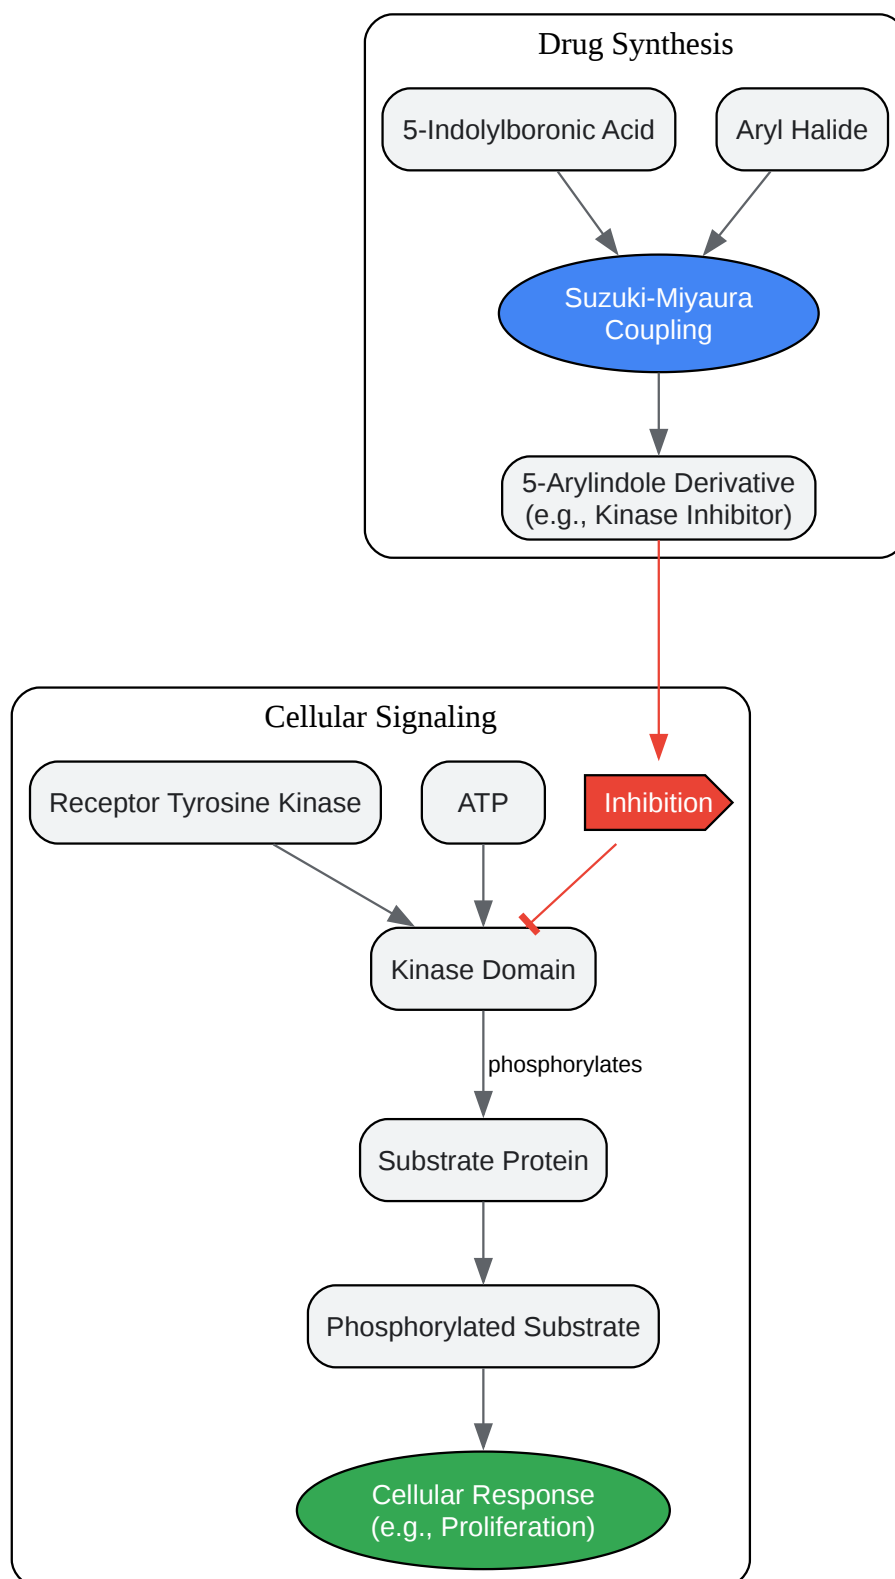 Drug Synthesis
5-Indolylboronic Acid
Aryl Halide
Suzuki-Miyaura
Coupling
5-Arylindole Derivative
(e.g., Kinase Inhibitor)
Cellular Signaling
Receptor Tyrosine Kinase
ATP
Inhibition
Kinase Domain
phosphorylates
Substrate Protein
Phosphorylated Substrate
Cellular Response
(e.g., Proliferation)